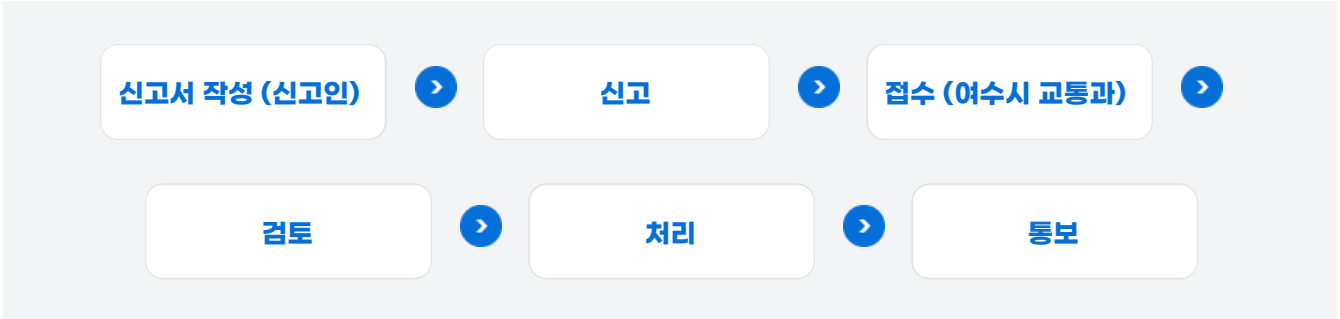 신고서 작성 (신고인)
신고
접수 (여수시 교통과)
검토
처리
통보